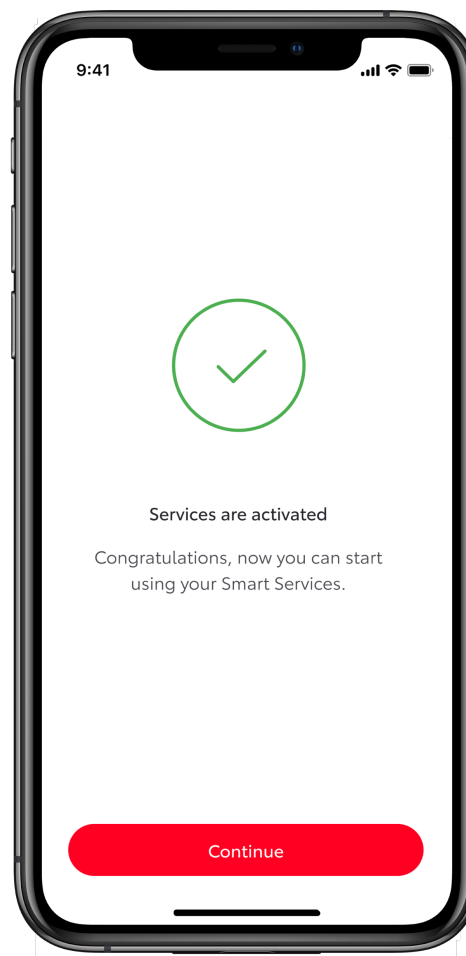 9:41
Services are activated
Congratulations, now you can start
using your Smart Services.
Continue